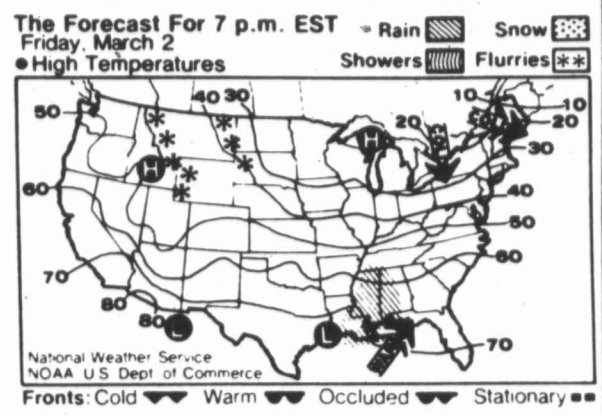 The Forecast For 7 p.m. EST
Friday, March 2
● High Temperatures
Rain Snow
Showers Flurries
50 40 30 20 10 10
20
30
H H
60 40
50
60
70
80
80 L L 70
National Weather Service
NOAA U S Dept of Commerce
Fronts: Cold Warm Occluded Stationary